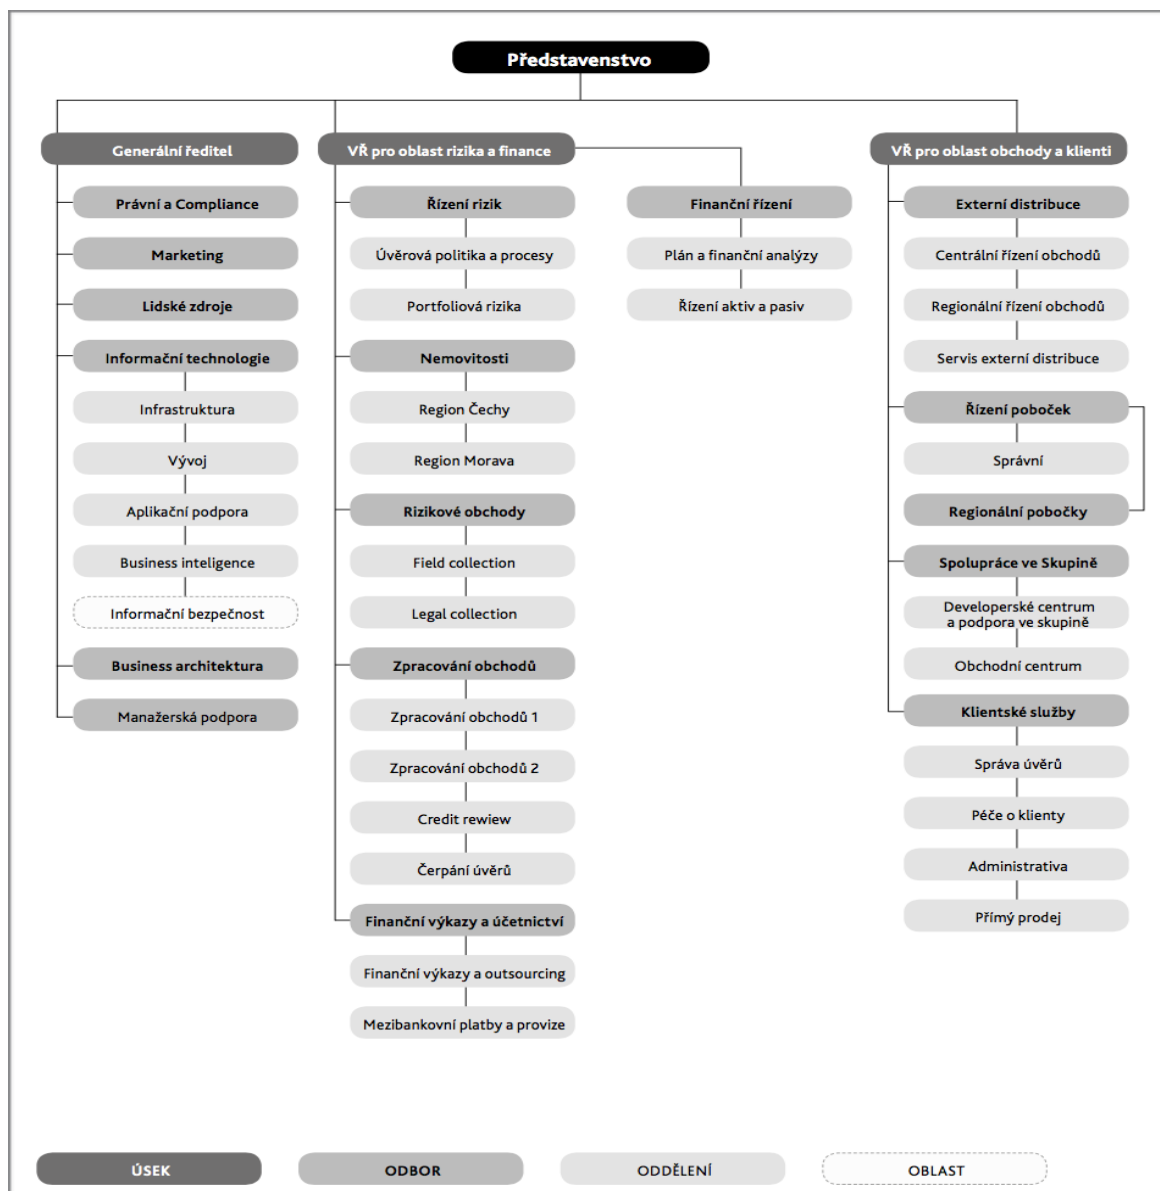 Představenstvo
Generální ředitel
Právní a Compliance
Marketing
Lidské zdroje
Informační technologie
Infrastruktura
Vývoj
Aplikační podpora
Business inteligence
Informační bezpečnost
Business architektura
Manažerská podpora
VŘ pro oblast rizika a finance
Řízení rizik
Úvěrová politika a procesy
Portfoliová rizika
Nemovitosti
Region Čechy
Region Morava
Rizikové obchody
Field collection
Legal collection
Zpracování obchodů
Zpracování obchodů 1
Zpracování obchodů 2
Credit rewiew
Čerpání úvěrů
Finanční výkazy a účetnictví
Finanční výkazy a outsourcing
Mezibankovní platby a provize
Finanční řízení
Plán a finanční analýzy
Řízení aktiv a pasiv
VŘ pro oblast obchody a klienti
Externí distribuce
Centrální řízení obchodů
Regionální řízení obchodů
Servis externí distribuce
Řízení poboček
Správní
Regionální pobočky
Spolupráce ve Skupině
Developerské centrum
a podpora ve skupině
Obchodní centrum
Klientské služby
Správa úvěrů
Péče o klienty
Administrativa
Přímý prodej
ÚSEK
ODBOR
ODDĚLENÍ
OBLAST